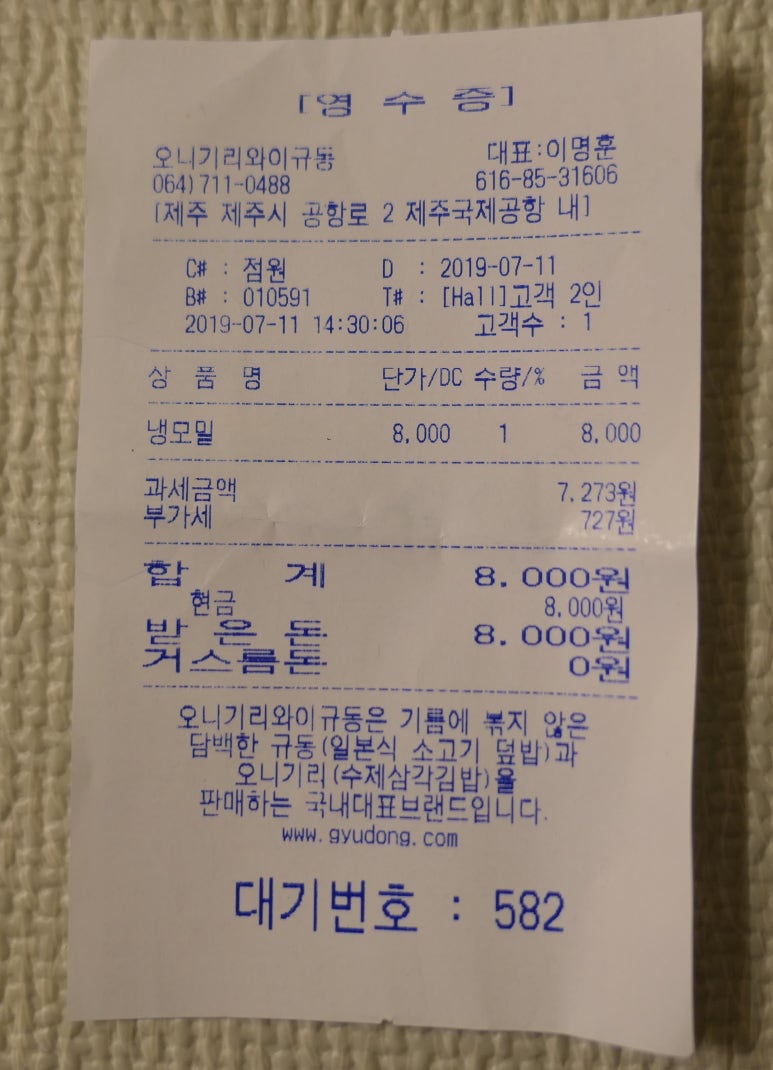 [영 수 증]
오니기리와이규동 대표:이명훈
064)711-0488 616-85-31606
[제주 제주시 공항로 2 제주국제공항 내]
C# : 점원 D : 2019-07-11
B# : 010591 T# : [Hall]고객 2인
2019-07-11 14:30:06 고객수 : 1
상 품 명 단가/DC 수량/% 금 액
냉모밀 8,000 1 8,000
과세금액 7,273원
부가세 727원
합 계 8,000원
현금 8,000원
받 은 돈 8,000원
거스름돈 0원
오니기리와이규동은 기름에 볶지 않은
담백한 규동(일본식 소고기 덮밥)과
오니기리(수제삼각김밥)을
판매하는 국내대표브랜드입니다.
www.gyudong.com
대기번호 : 582